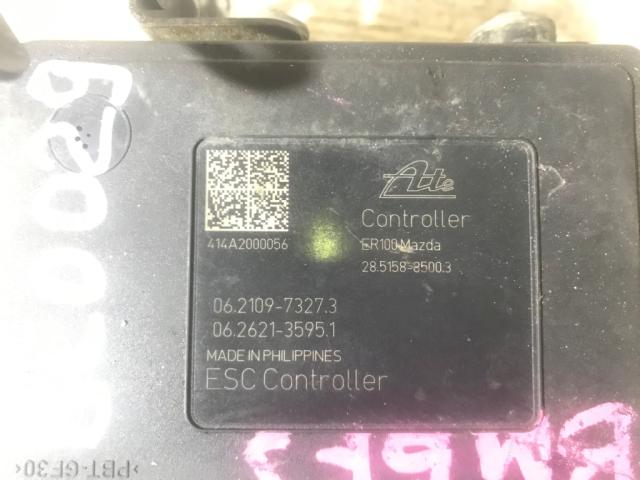 Ate
Controller
414A2000056
ER100 Mazda
28.5158-8500.3
06.2109-7327.3
06.2621-3595.1
MADE IN PHILIPPINES
ESC Controller
>PBT-GF30<